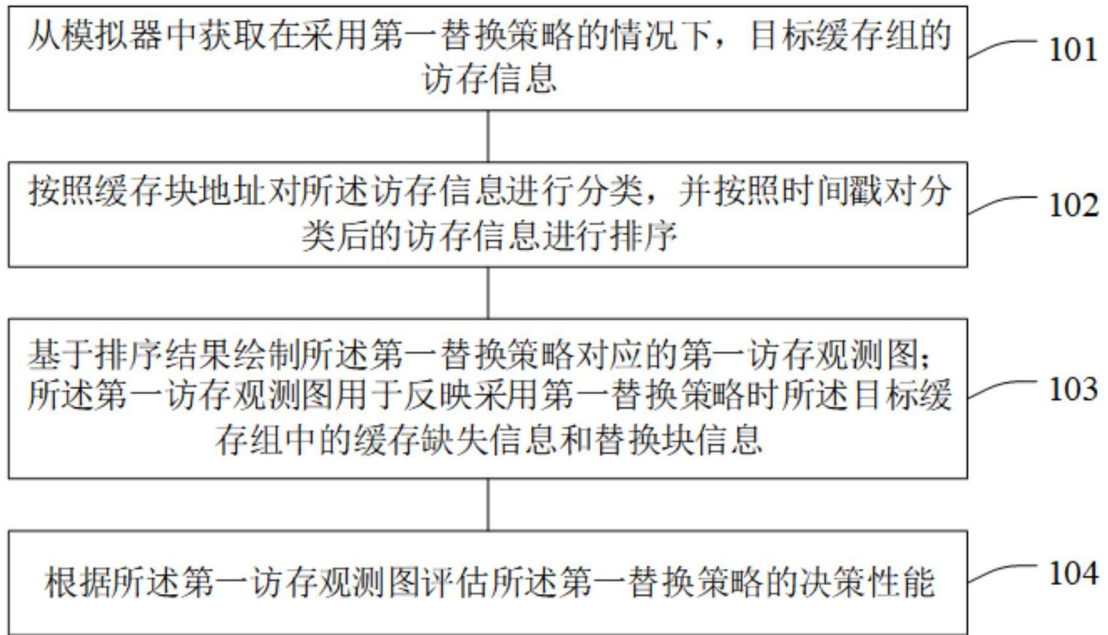 从模拟器中获取在采用第一替换策略的情况下，目标缓存组的
访存信息
101
按照缓存块地址对所述访存信息进行分类，并按照时间戳对分
类后的访存信息进行排序
102
基于排序结果绘制所述第一替换策略对应的第一访存观测图；
所述第一访存观测图用于反映采用第一替换策略时所述目标缓
存组中的缓存缺失信息和替换块信息
103
根据所述第一访存观测图评估所述第一替换策略的决策性能
104